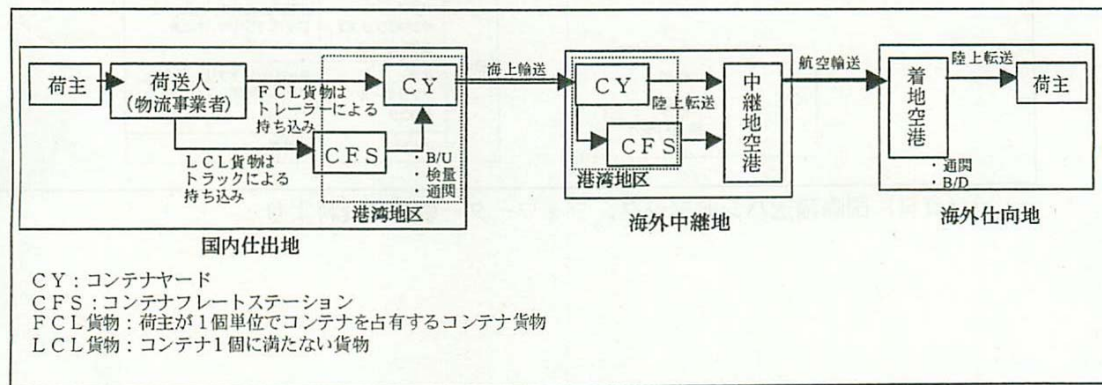 荷主
荷送人
(物流事業者)
FCL貨物は
トレーラーによる
持ち込み
LCL貨物は
トラックによる
持ち込み
CY
CFS
・B/U
・検量
・通関
港湾地区
国内仕出地
海上輸送
CY
陸上転送
CFS
港湾地区
中継地空港
海外中継地
航空輸送
着地空港
陸上転送
荷主
・通関
・B/D
海外仕向地
CY:コンテナヤード
CFS:コンテナフレートステーション
FCL貨物:荷主が1個単位でコンテナを占有するコンテナ貨物
LCL貨物:コンテナ1個に満たない貨物